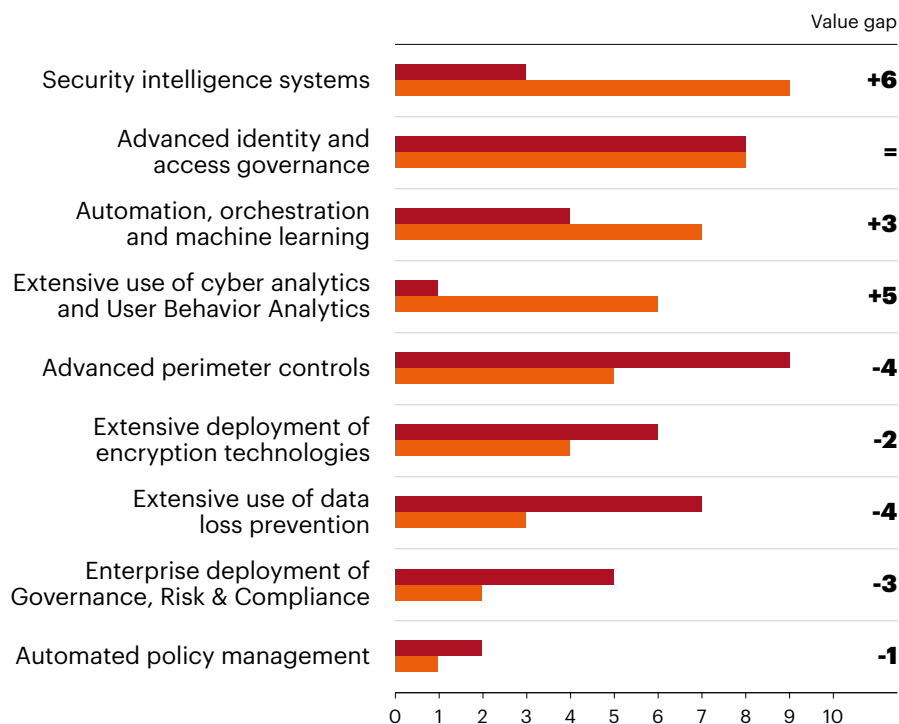 Value gap
Security intelligence systems
+6
Advanced identity and
access governance
=
Automation, orchestration
and machine learning
+3
Extensive use of cyber analytics
and User Behavior Analytics
+5
Advanced perimeter controls
-4
Extensive deployment of
encryption technologies
-2
Extensive use of data
loss prevention
-4
Enterprise deployment of
Governance, Risk & Compliance
-3
Automated policy management
-1
0 1 2 3 4 5 6 7 8 9 10